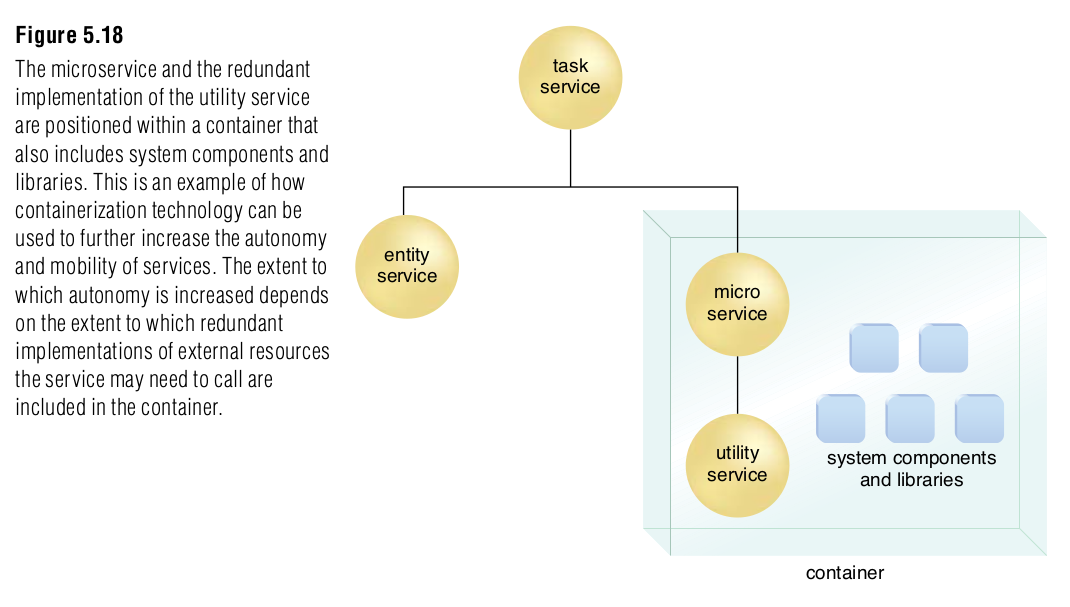 Figure 5.18
The microservice and the redundant
implementation of the utility service
are positioned within a container that
also includes system components and
libraries. This is an example of how
containerization technology can be
used to further increase the autonomy
and mobility of services. The extent to
which autonomy is increased depends
on the extent to which redundant
implementations of external resources
the service may need to call are
included in the container.
task
service
entity
service
micro
service
utility
service
system components
and libraries
container